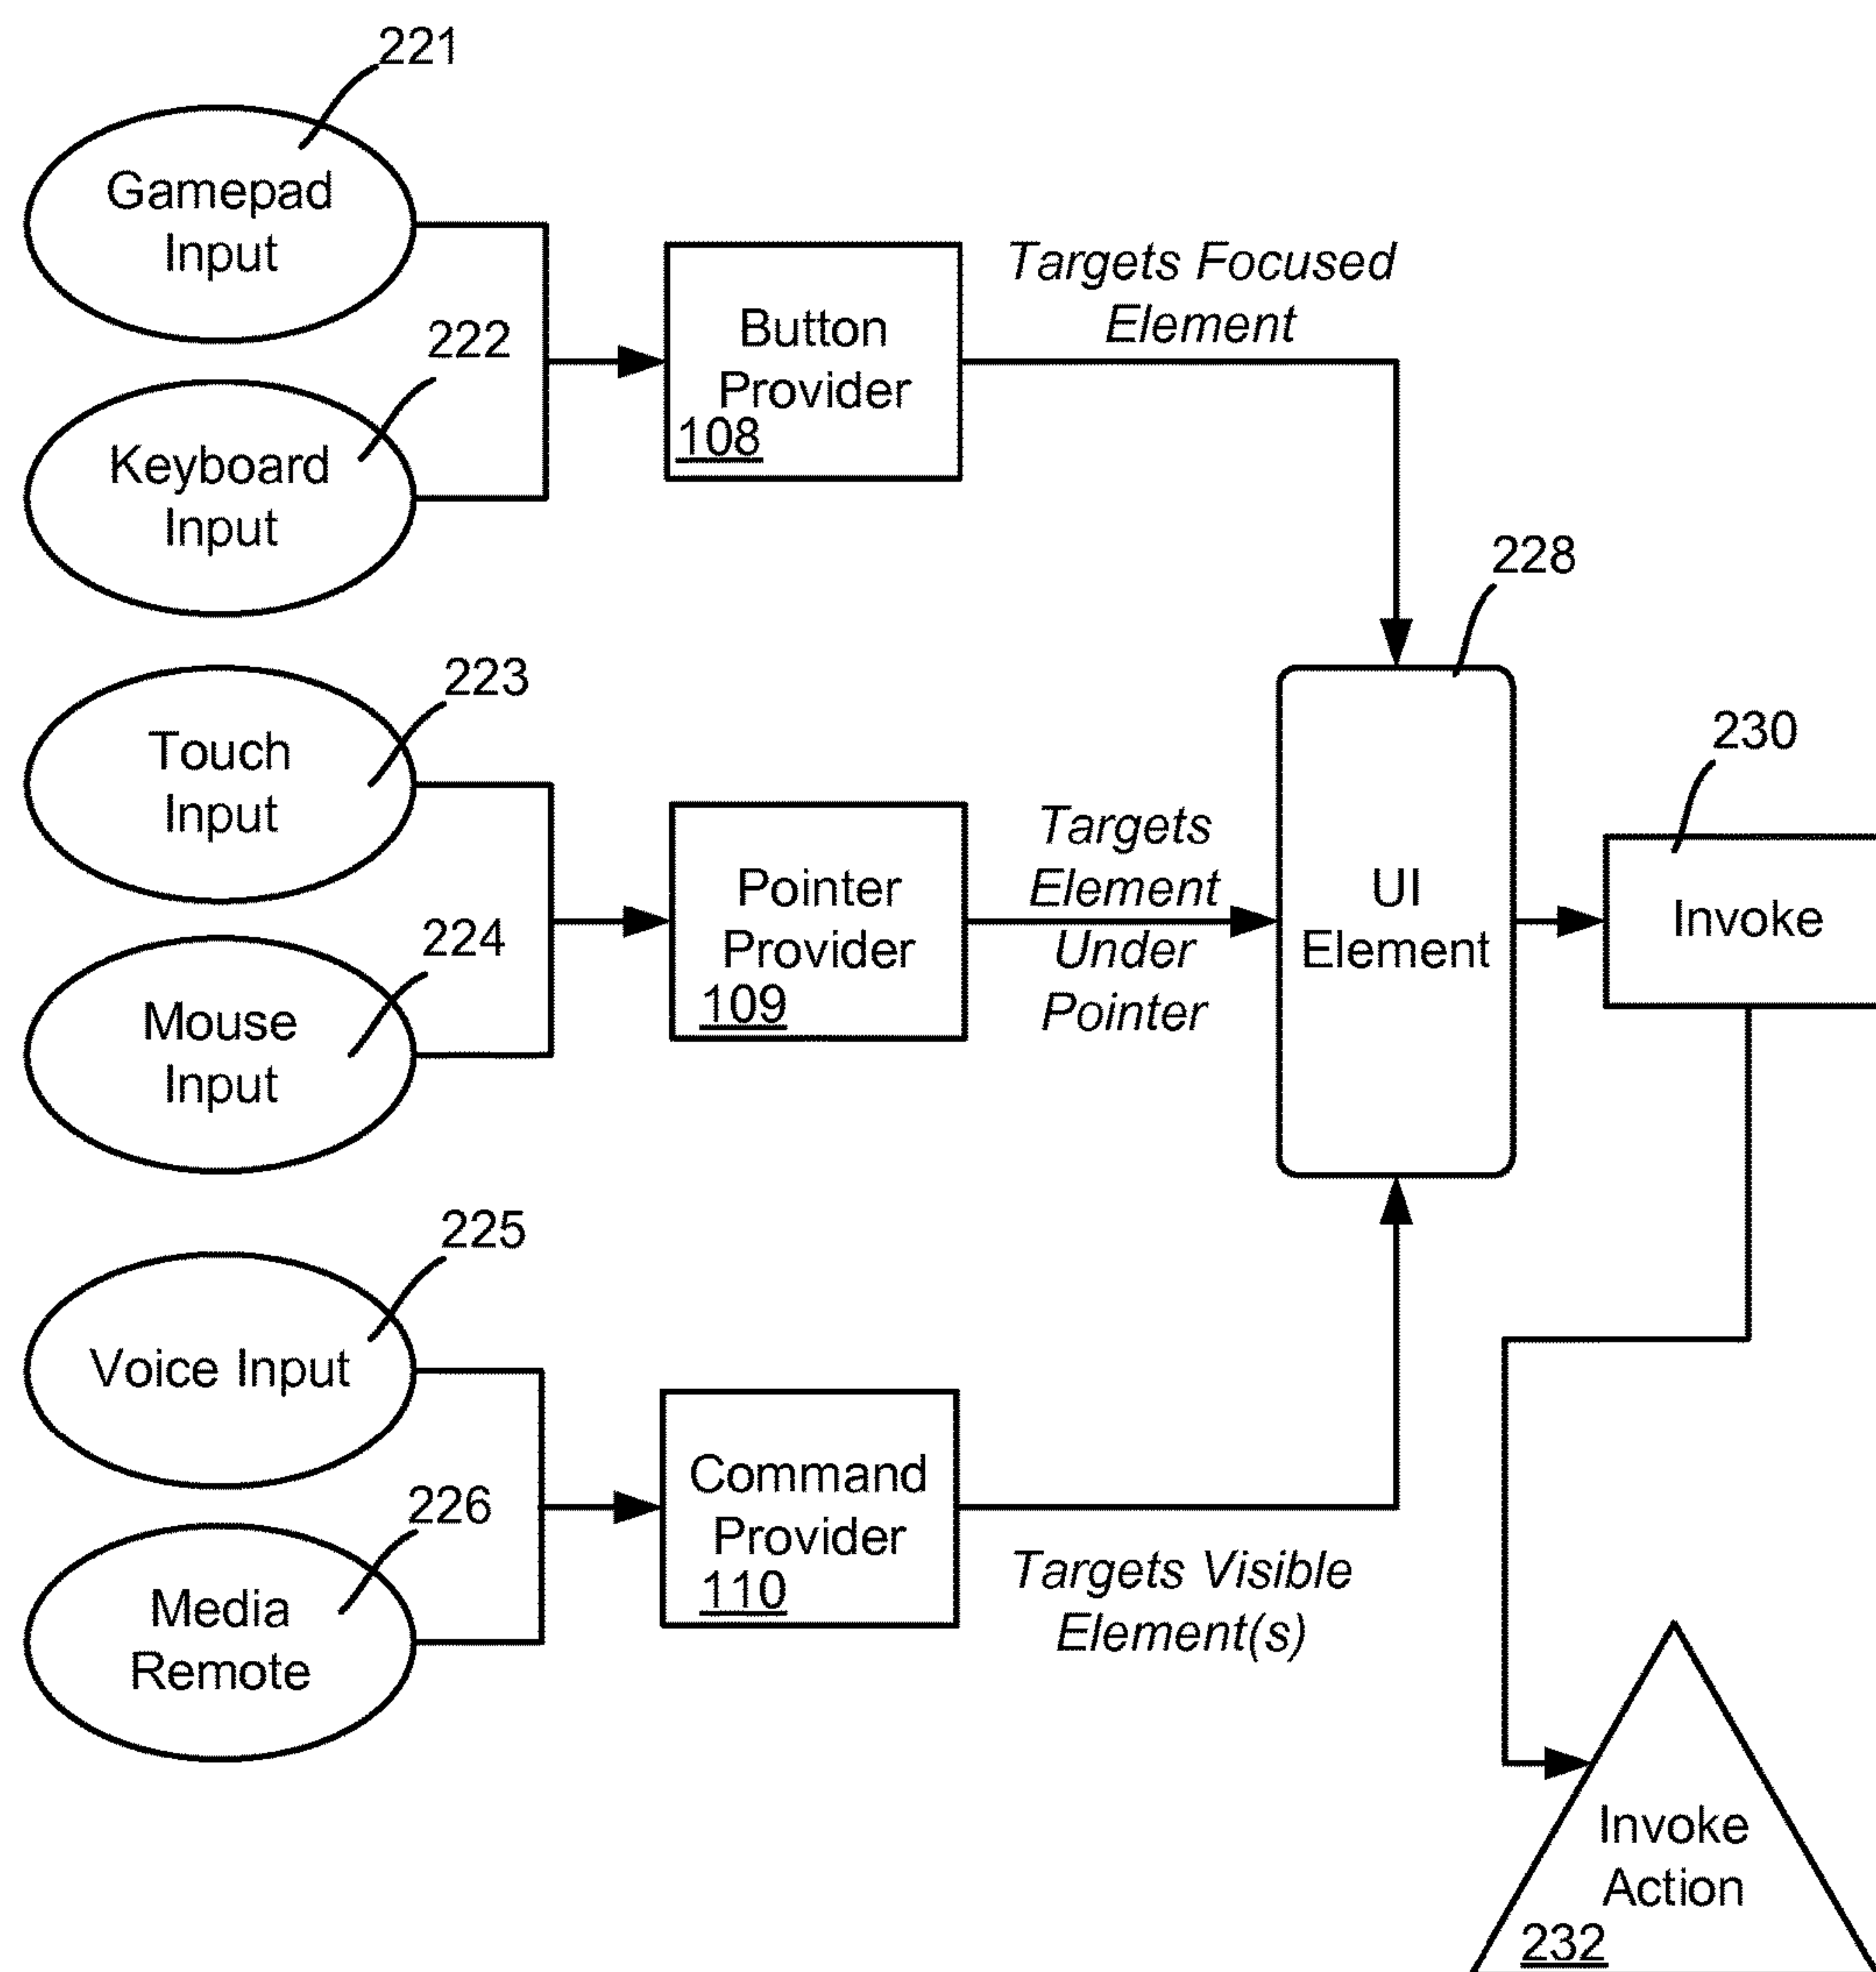 221
Gamepad
Input
222
Keyboard
Input
Button
Provider
108
Targets Focused
Element
223
Touch
Input
224
Mouse
Input
Pointer
Provider
109
Targets
Element
Under
Pointer
228
UI
Element
230
Invoke
225
Voice Input
226
Media
Remote
Command
Provider
110
Targets Visible
Element(s)
Invoke
Action
232